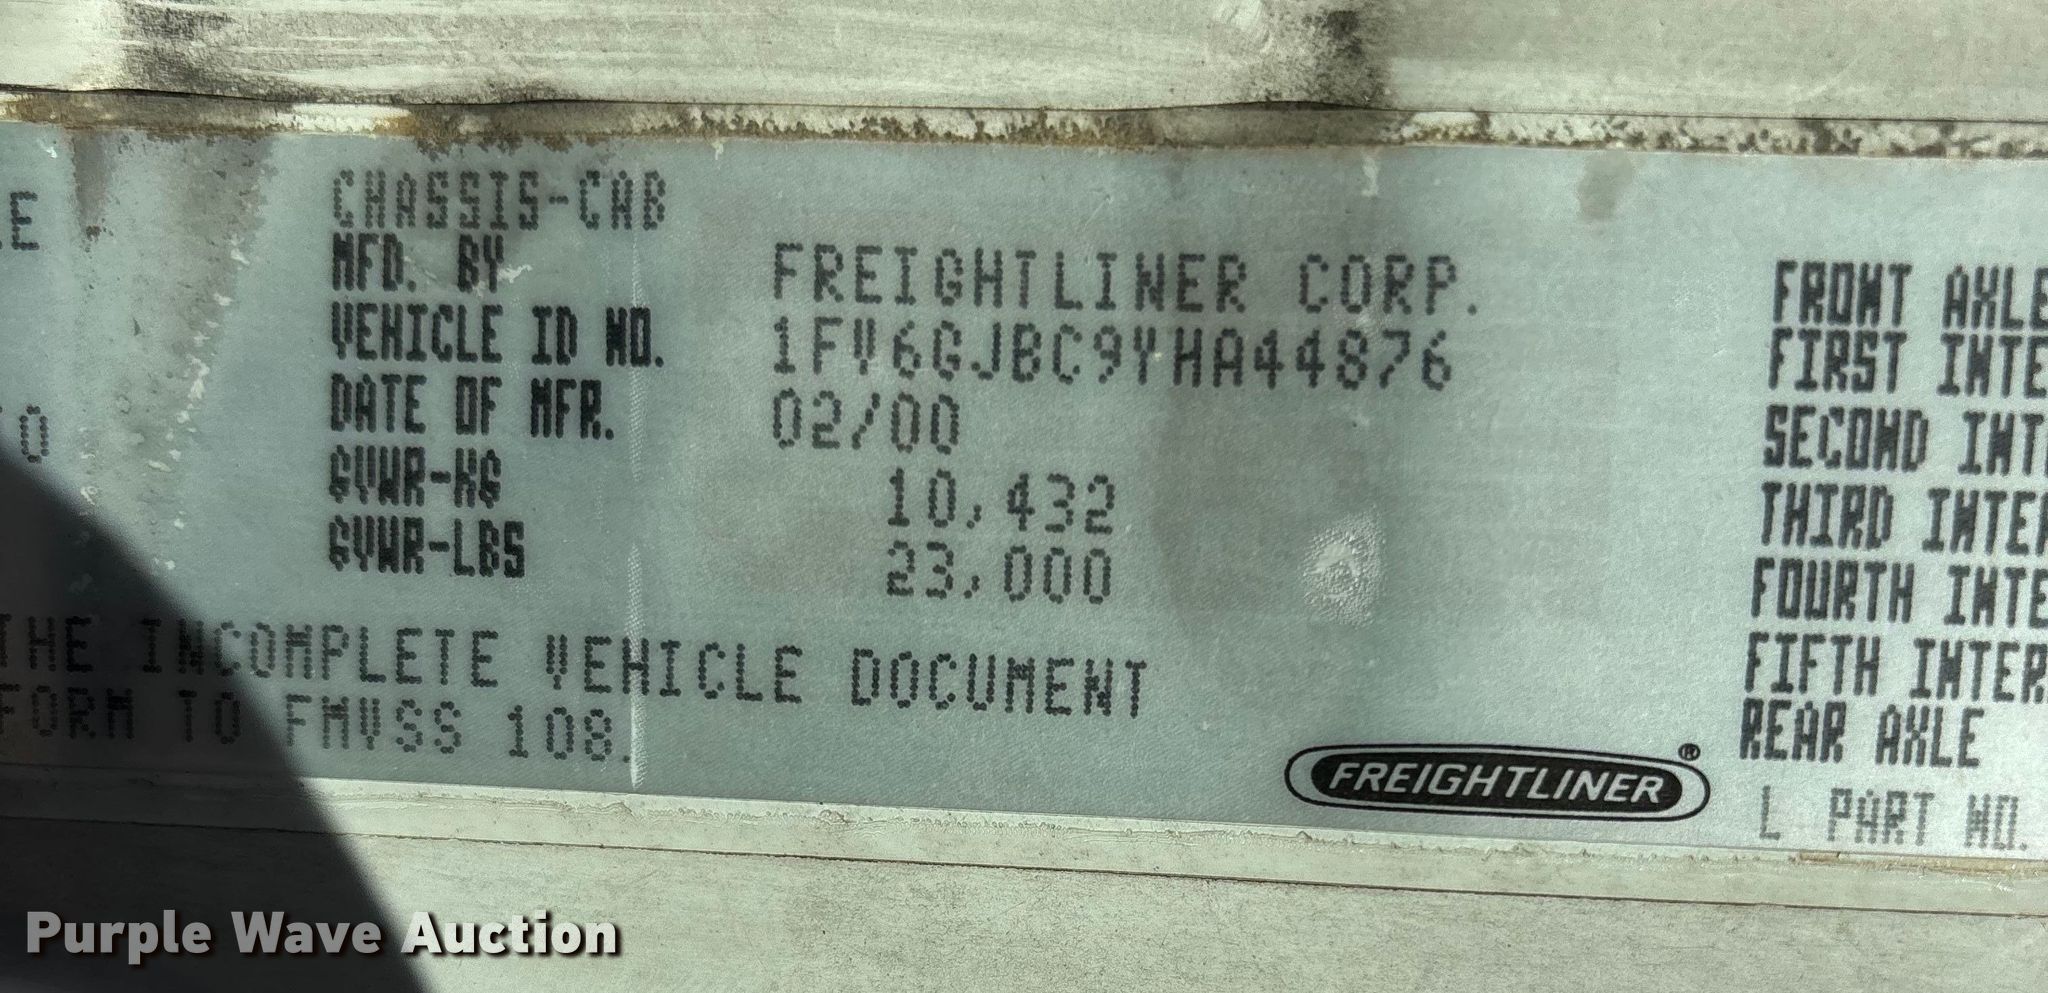 CHASSIS-CAB
MFD. BY FREIGHTLINER CORP.
VEHICLE ID NO. 1FV6GJBC9YHA44876
DATE OF MFR. 02/00
GVWR-KG 10,432
GVWR-LBS 23,000
THE INCOMPLETE VEHICLE DOCUMENT
FORM TO FMVSS 108.
FREIGHTLINER®
FRONT AXLE
FIRST INTE
SECOND INT
THIRD INTE
FOURTH INTE
FIFTH INTER
REAR AXLE
L PART NO.
Purple Wave Auction